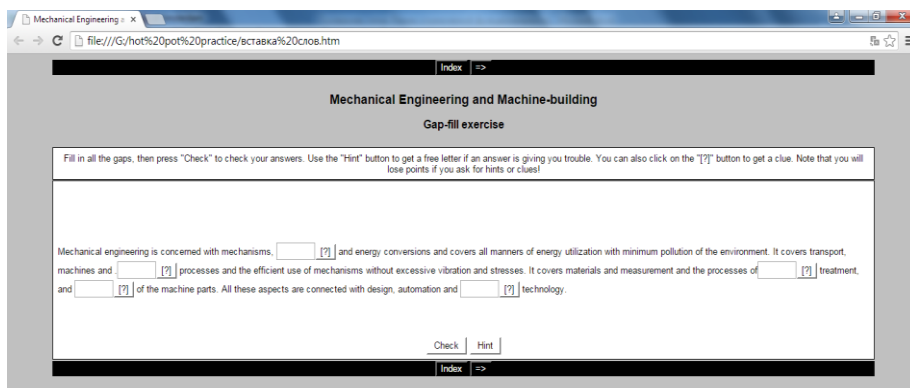 Mechanical Engineering a
file:///G:/hot%20pot%20practice/вставка%20слов.htm
Index =>
Mechanical Engineering and Machine-building
Gap-fill exercise
Fill in all the gaps, then press "Check" to check your answers. Use the "Hint" button to get a free letter if an answer is giving you trouble. You can also click on the "[?]" button to get a clue. Note that you will
lose points if you ask for hints or clues!
Mechanical engineering is concerned with mechanisms, [?] and energy conversions and covers all manners of energy utilization with minimum pollution of the environment. It covers transport,
machines and . [?] processes and the efficient use of mechanisms without excessive vibration and stresses. It covers materials and measurement and the processes of [?] treatment,
and [?] of the machine parts. All these aspects are connected with design, automation and [?] technology.
Check Hint
Index =>